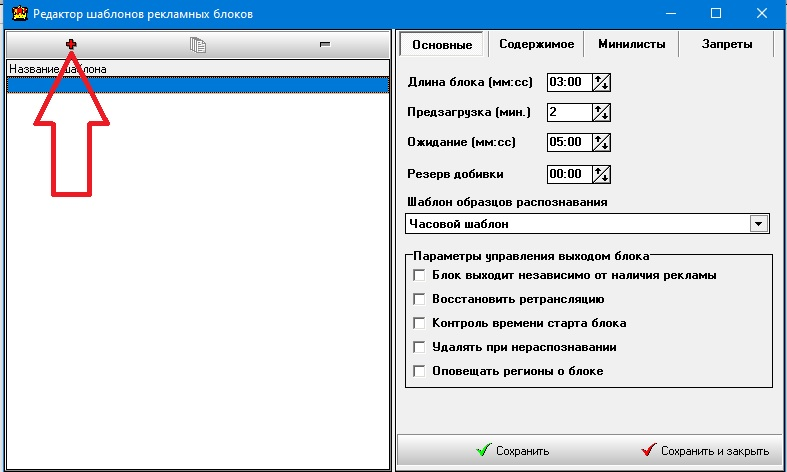 Редактор шаблонов рекламных блоков
Название шаблона
Основные Содержимое Минилисты Запреты
Длина блока (мм:сс) 03:00
Предзагрузка (мин.) 2
Ожидание (мм:сс) 05:00
Резерв добивки 00:00
Шаблон образцов распознавания
Часовой шаблон
Параметры управления выходом блока
Блок выходит независимо от наличия рекламы
Восстановить ретрансляцию
Контроль времени старта блока
Удалять при нераспознавании
Оповещать регионы о блоке
Сохранить Сохранить и закрыть